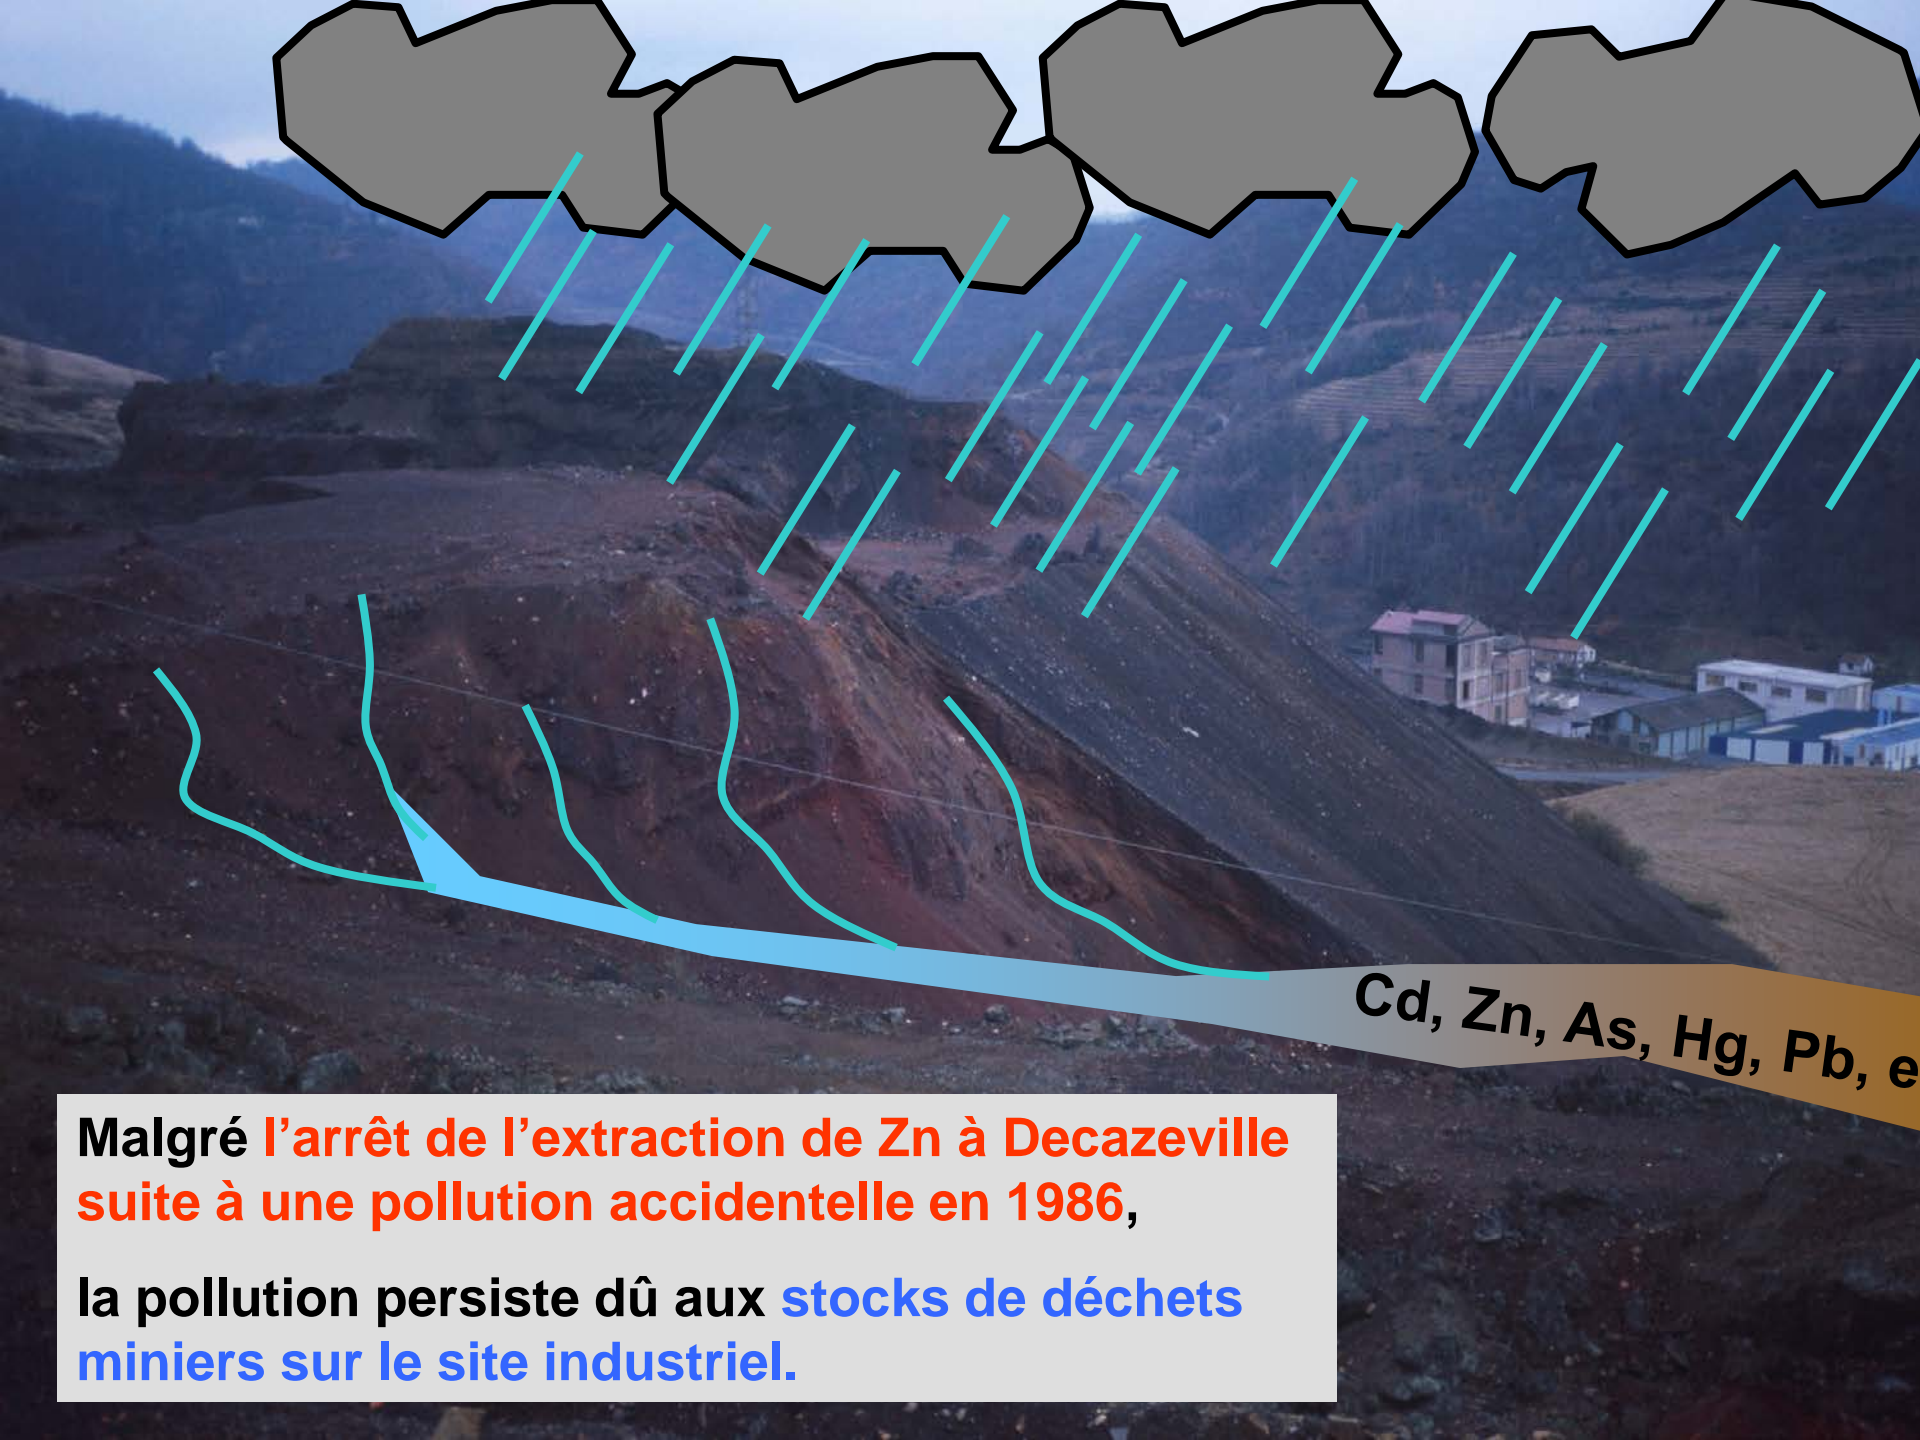 Cd, Zn, As, Hg, Pb, e
Malgré l’arrêt de l’extraction de Zn à Decazeville
suite à une pollution accidentelle en 1986,
la pollution persiste dû aux stocks de déchets
miniers sur le site industriel.